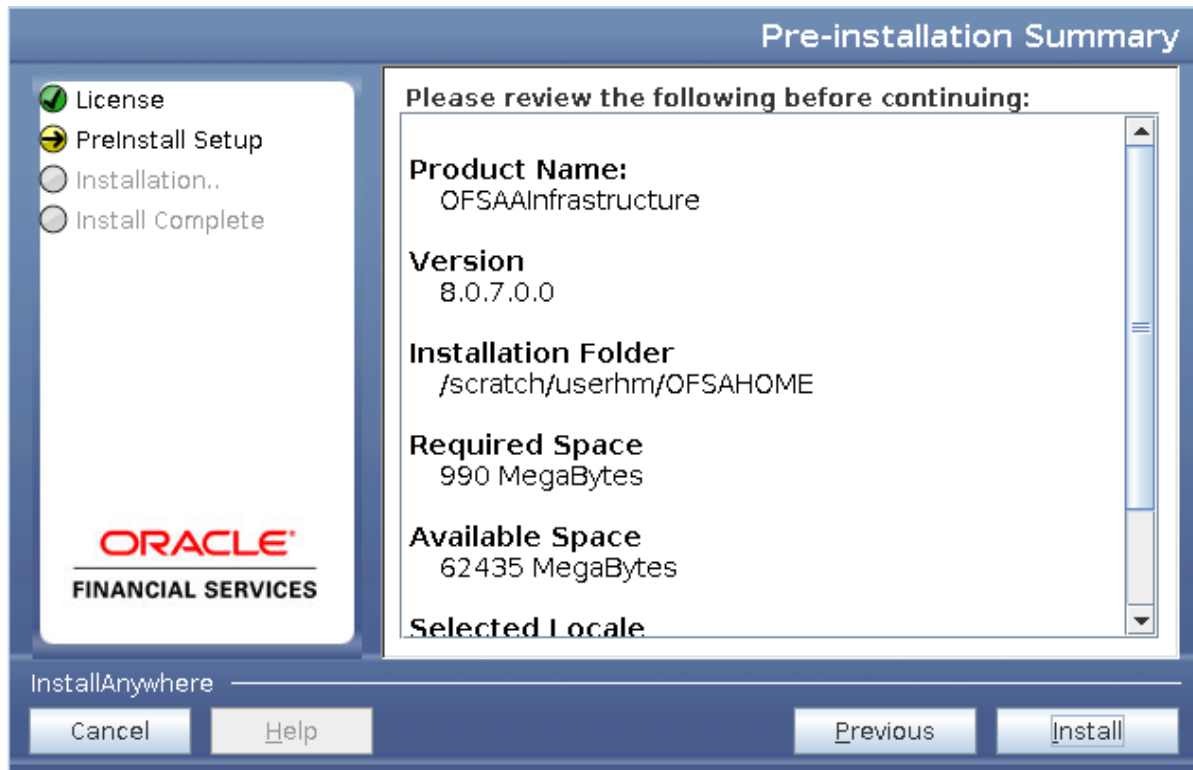 Pre-installation Summary
License
PreInstall Setup
Installation..
Install Complete
ORACLE
FINANCIAL SERVICES
Please review the following before continuing:
Product Name:
OFSAAInfrastructure
Version
8.0.7.0.0
Installation Folder
/scratch/userhm/OFSAHOME
Required Space
990 MegaBytes
Available Space
62435 MegaBytes
Selected Locale
InstallAnywhere
Cancel
Help
Previous
Install